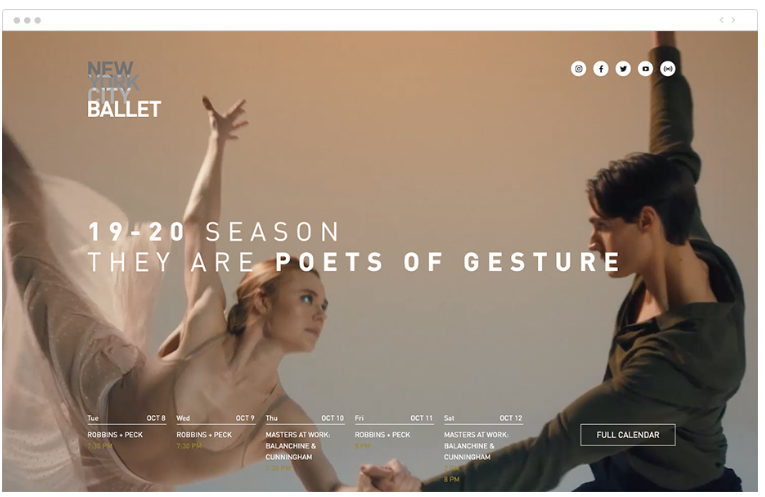 NEW
YORK
CITY
BALLET
19-20 SEASON
THEY ARE POETS OF GESTURE
Tue OCT 8
ROBBINS + PECK
7:30 PM
Wed OCT 9
ROBBINS + PECK
7:30 PM
Thu OCT 10
MASTERS AT WORK:
BALANCHINE &
CUNNINGHAM
7:30 PM
Fri OCT 11
ROBBINS + PECK
8 PM
Sat OCT 12
MASTERS AT WORK:
BALANCHINE &
CUNNINGHAM
8 PM
FULL CALENDAR